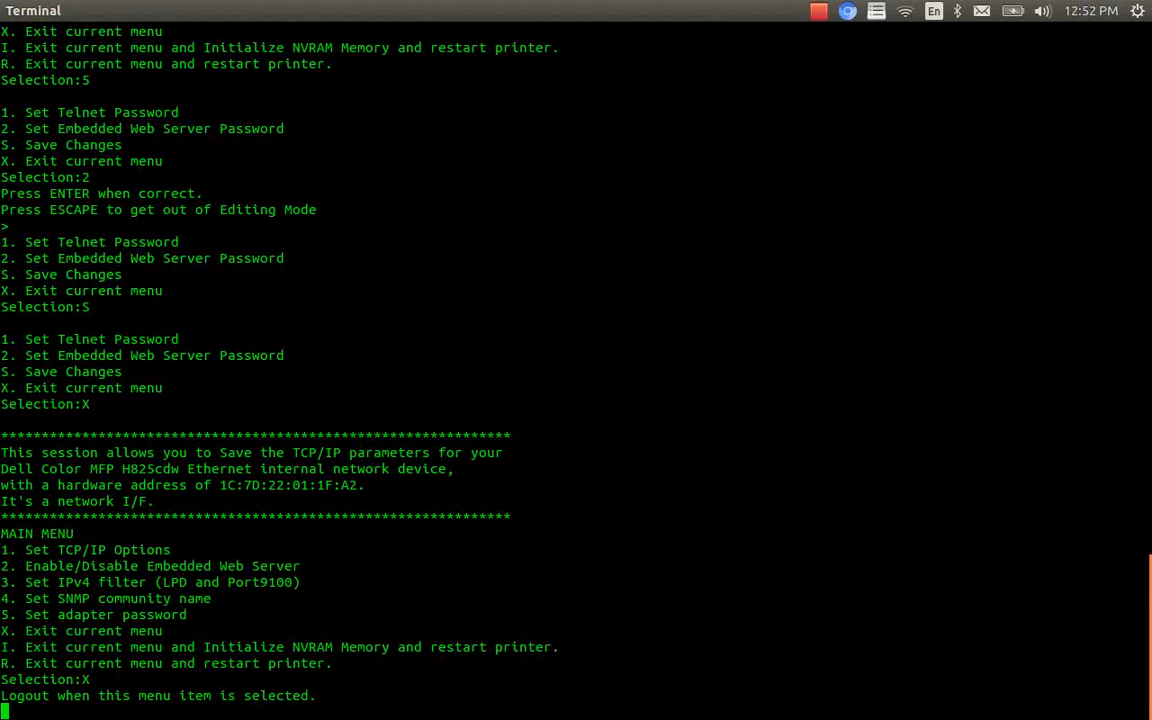 Terminal
En
12:52 PM
X. Exit current menu
I. Exit current menu and Initialize NVRAM Memory and restart printer.
R. Exit current menu and restart printer.
Selection:5
1. Set Telnet Password
2. Set Embedded Web Server Password
S. Save Changes
X. Exit current menu
Selection:2
Press ENTER when correct.
Press ESCAPE to get out of Editing Mode
>
1. Set Telnet Password
2. Set Embedded Web Server Password
S. Save Changes
X. Exit current menu
Selection:S
1. Set Telnet Password
2. Set Embedded Web Server Password
S. Save Changes
X. Exit current menu
Selection:X
***************************************************************
This session allows you to Save the TCP/IP parameters for your
Dell Color MFP H825cdw Ethernet internal network device,
with a hardware address of 1C:7D:22:01:1F:A2.
It's a network I/F.
***************************************************************
MAIN MENU
1. Set TCP/IP Options
2. Enable/Disable Embedded Web Server
3. Set IPv4 filter (LPD and Port9100)
4. Set SNMP community name
5. Set adapter password
X. Exit current menu
I. Exit current menu and Initialize NVRAM Memory and restart printer.
R. Exit current menu and restart printer.
Selection:X
Logout when this menu item is selected.